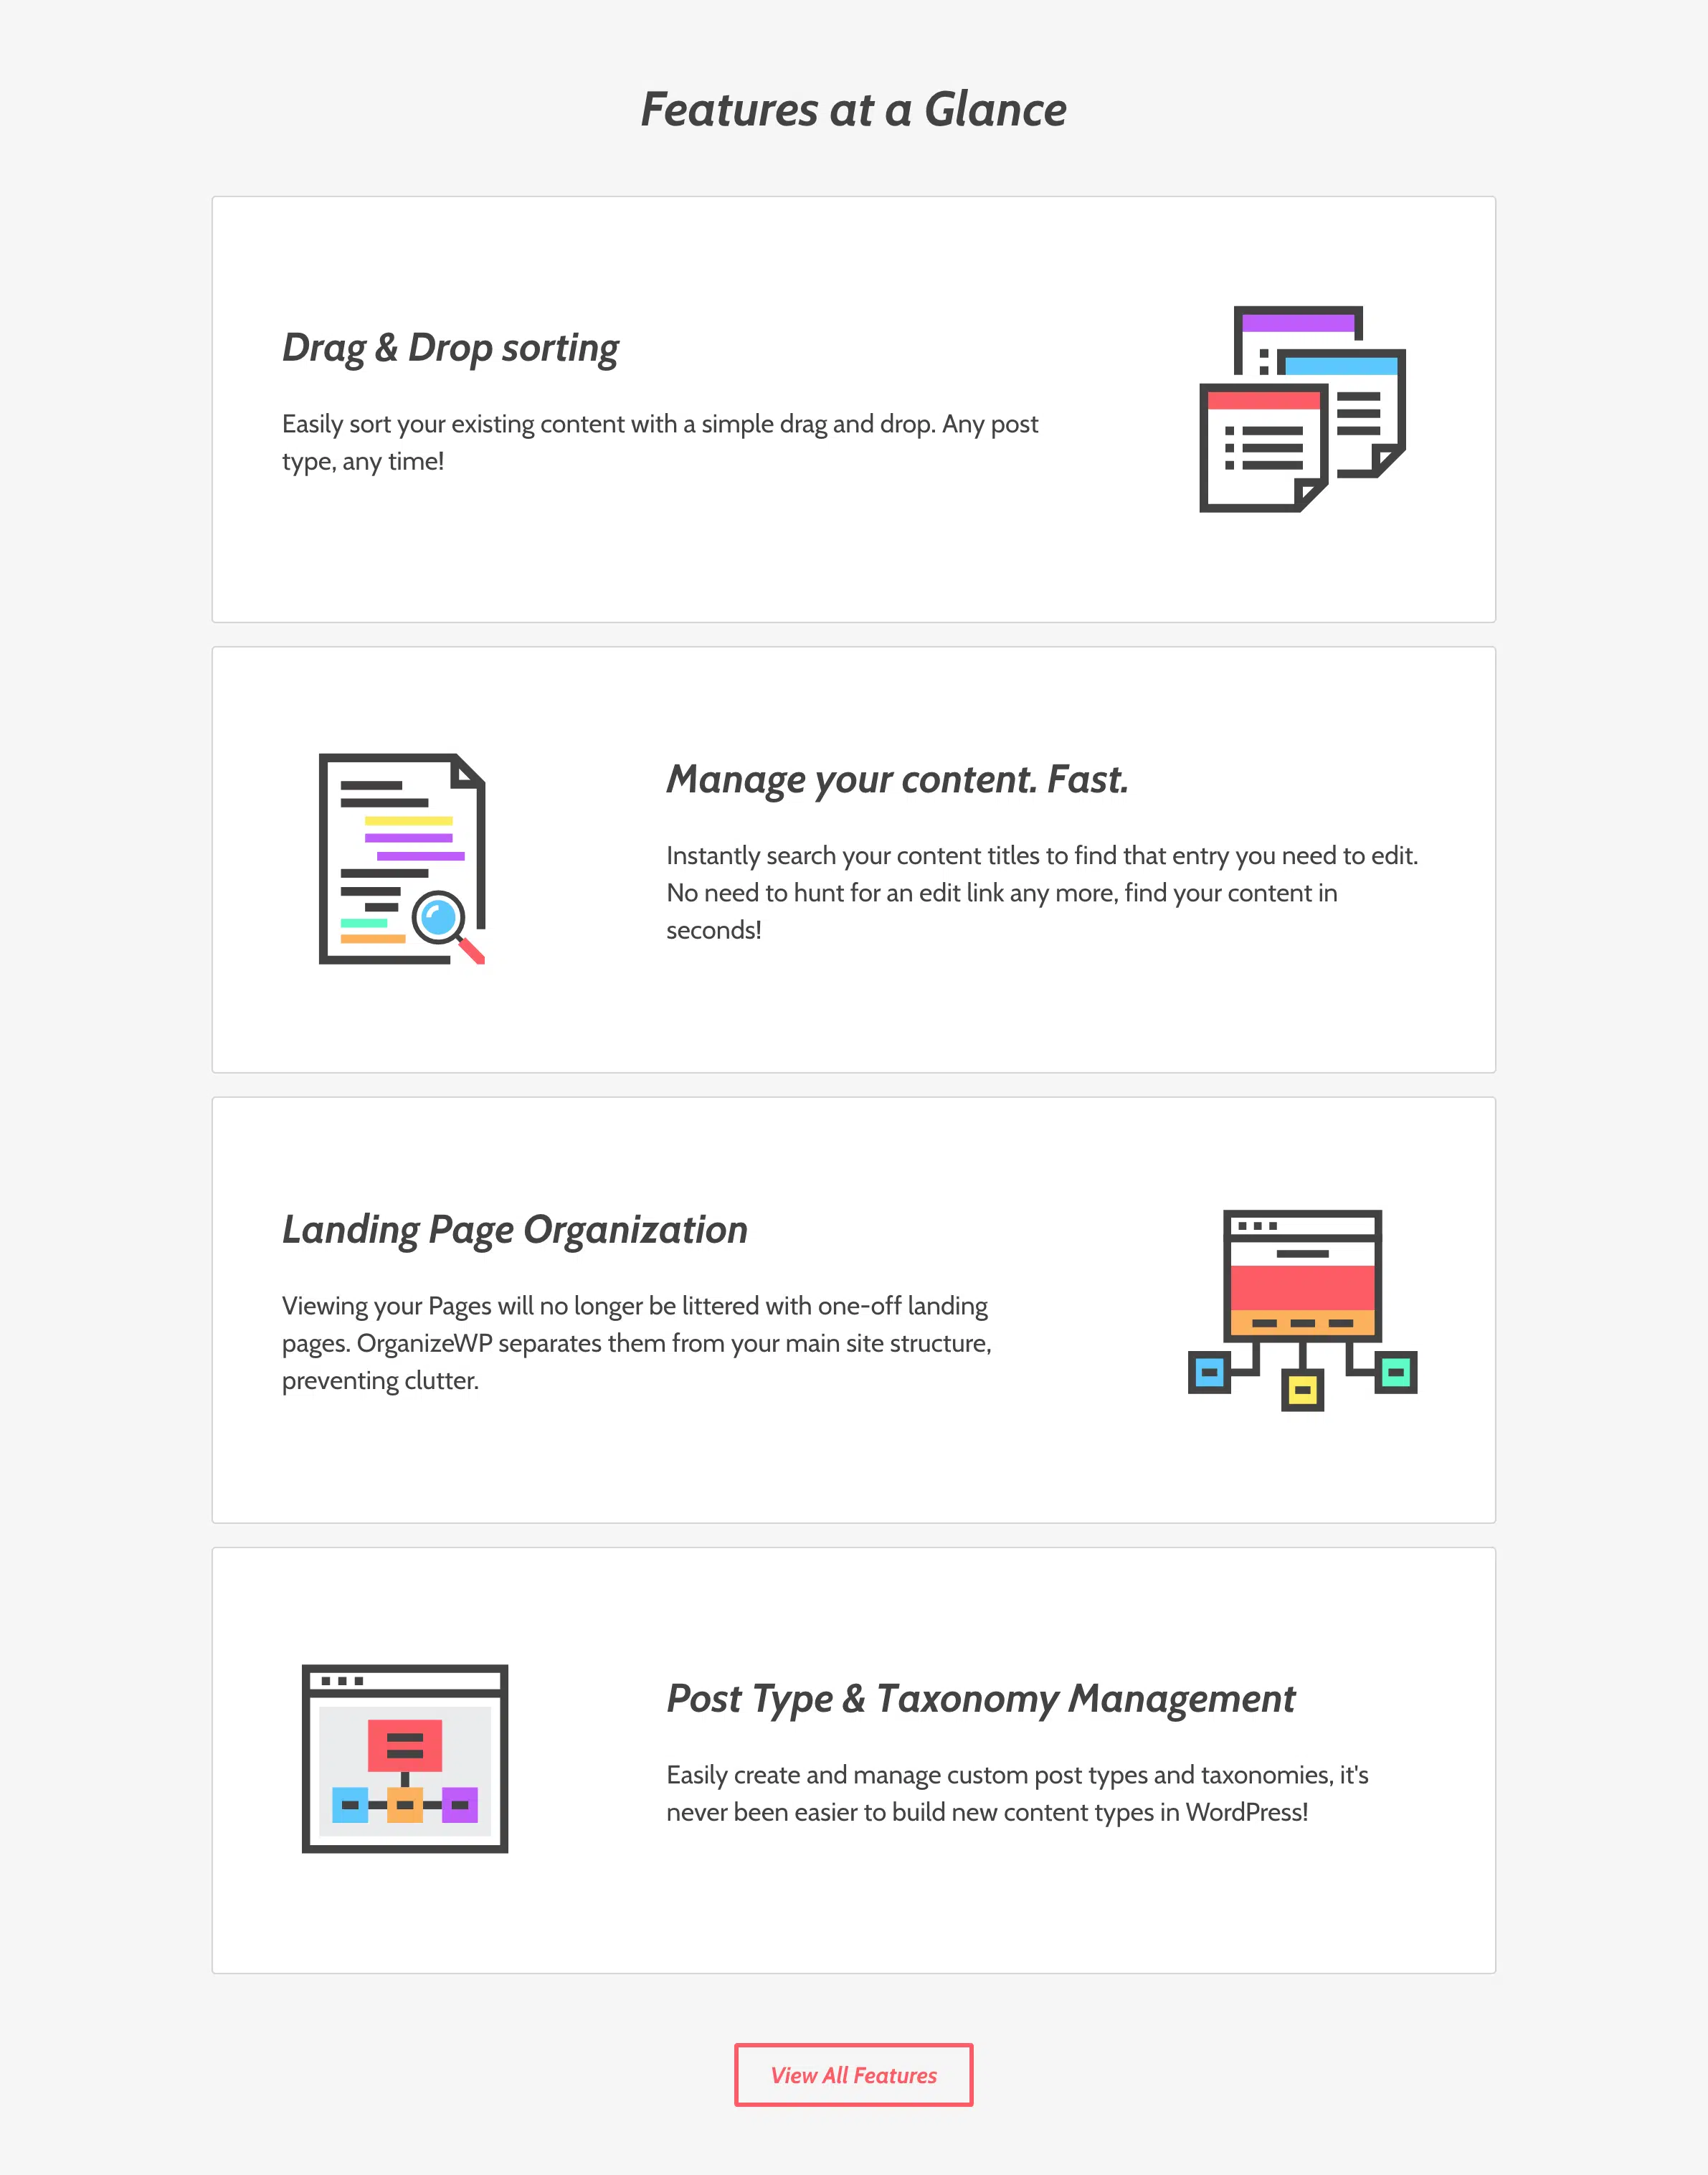 Features at a Glance
Drag & Drop sorting
Easily sort your existing content with a simple drag and drop. Any post
type, any time!
Manage your content. Fast.
Instantly search your content titles to find that entry you need to edit.
No need to hunt for an edit link any more, find your content in
seconds!
Landing Page Organization
Viewing your Pages will no longer be littered with one-off landing
pages. OrganizeWP separates them from your main site structure,
preventing clutter.
Post Type & Taxonomy Management
Easily create and manage custom post types and taxonomies, it's
never been easier to build new content types in WordPress!
View All Features